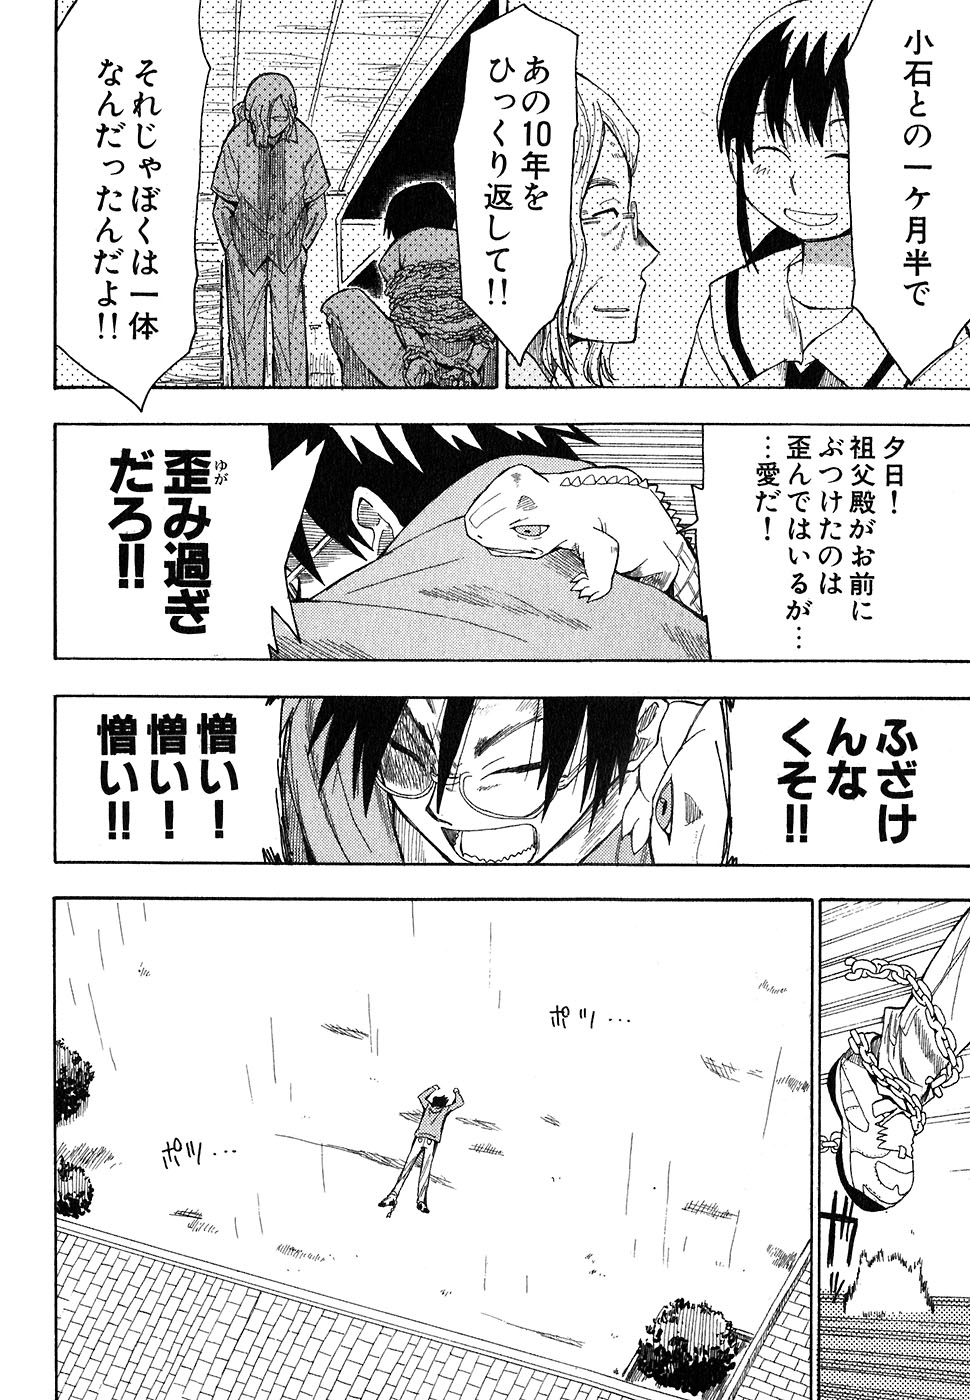 小石との一ケ月半で
あの10年を
ひっくり返して!!
それじゃぼくは一体
なんだったんだよ!!
夕日!
祖父殿がお前に
ぶつけたのは
歪んではいるが…
…愛だ!
歪み過ぎ
ゆが
だろ!!
ふざけ
んな
くそ!!
憎い!
憎い!
憎い!!
ポツ…
ポツ…